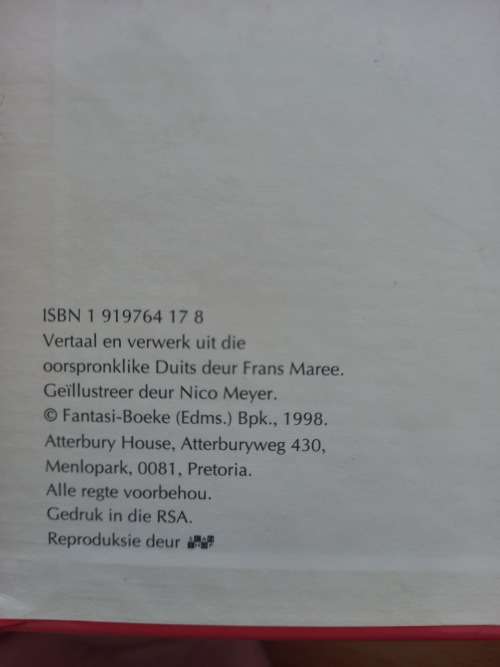 ISBN 1 919764 17 8
Vertaal en verwerk uit die
oorspronklike Duits deur Frans Maree.
Geïllustreer deur Nico Meyer.
© Fantasi-Boeke (Edms.) Bpk., 1998.
Atterbury House, Atterburyweg 430,
Menlopark, 0081, Pretoria.
Alle regte voorbehou.
Gedruk in die RSA.
Reproduksie deur